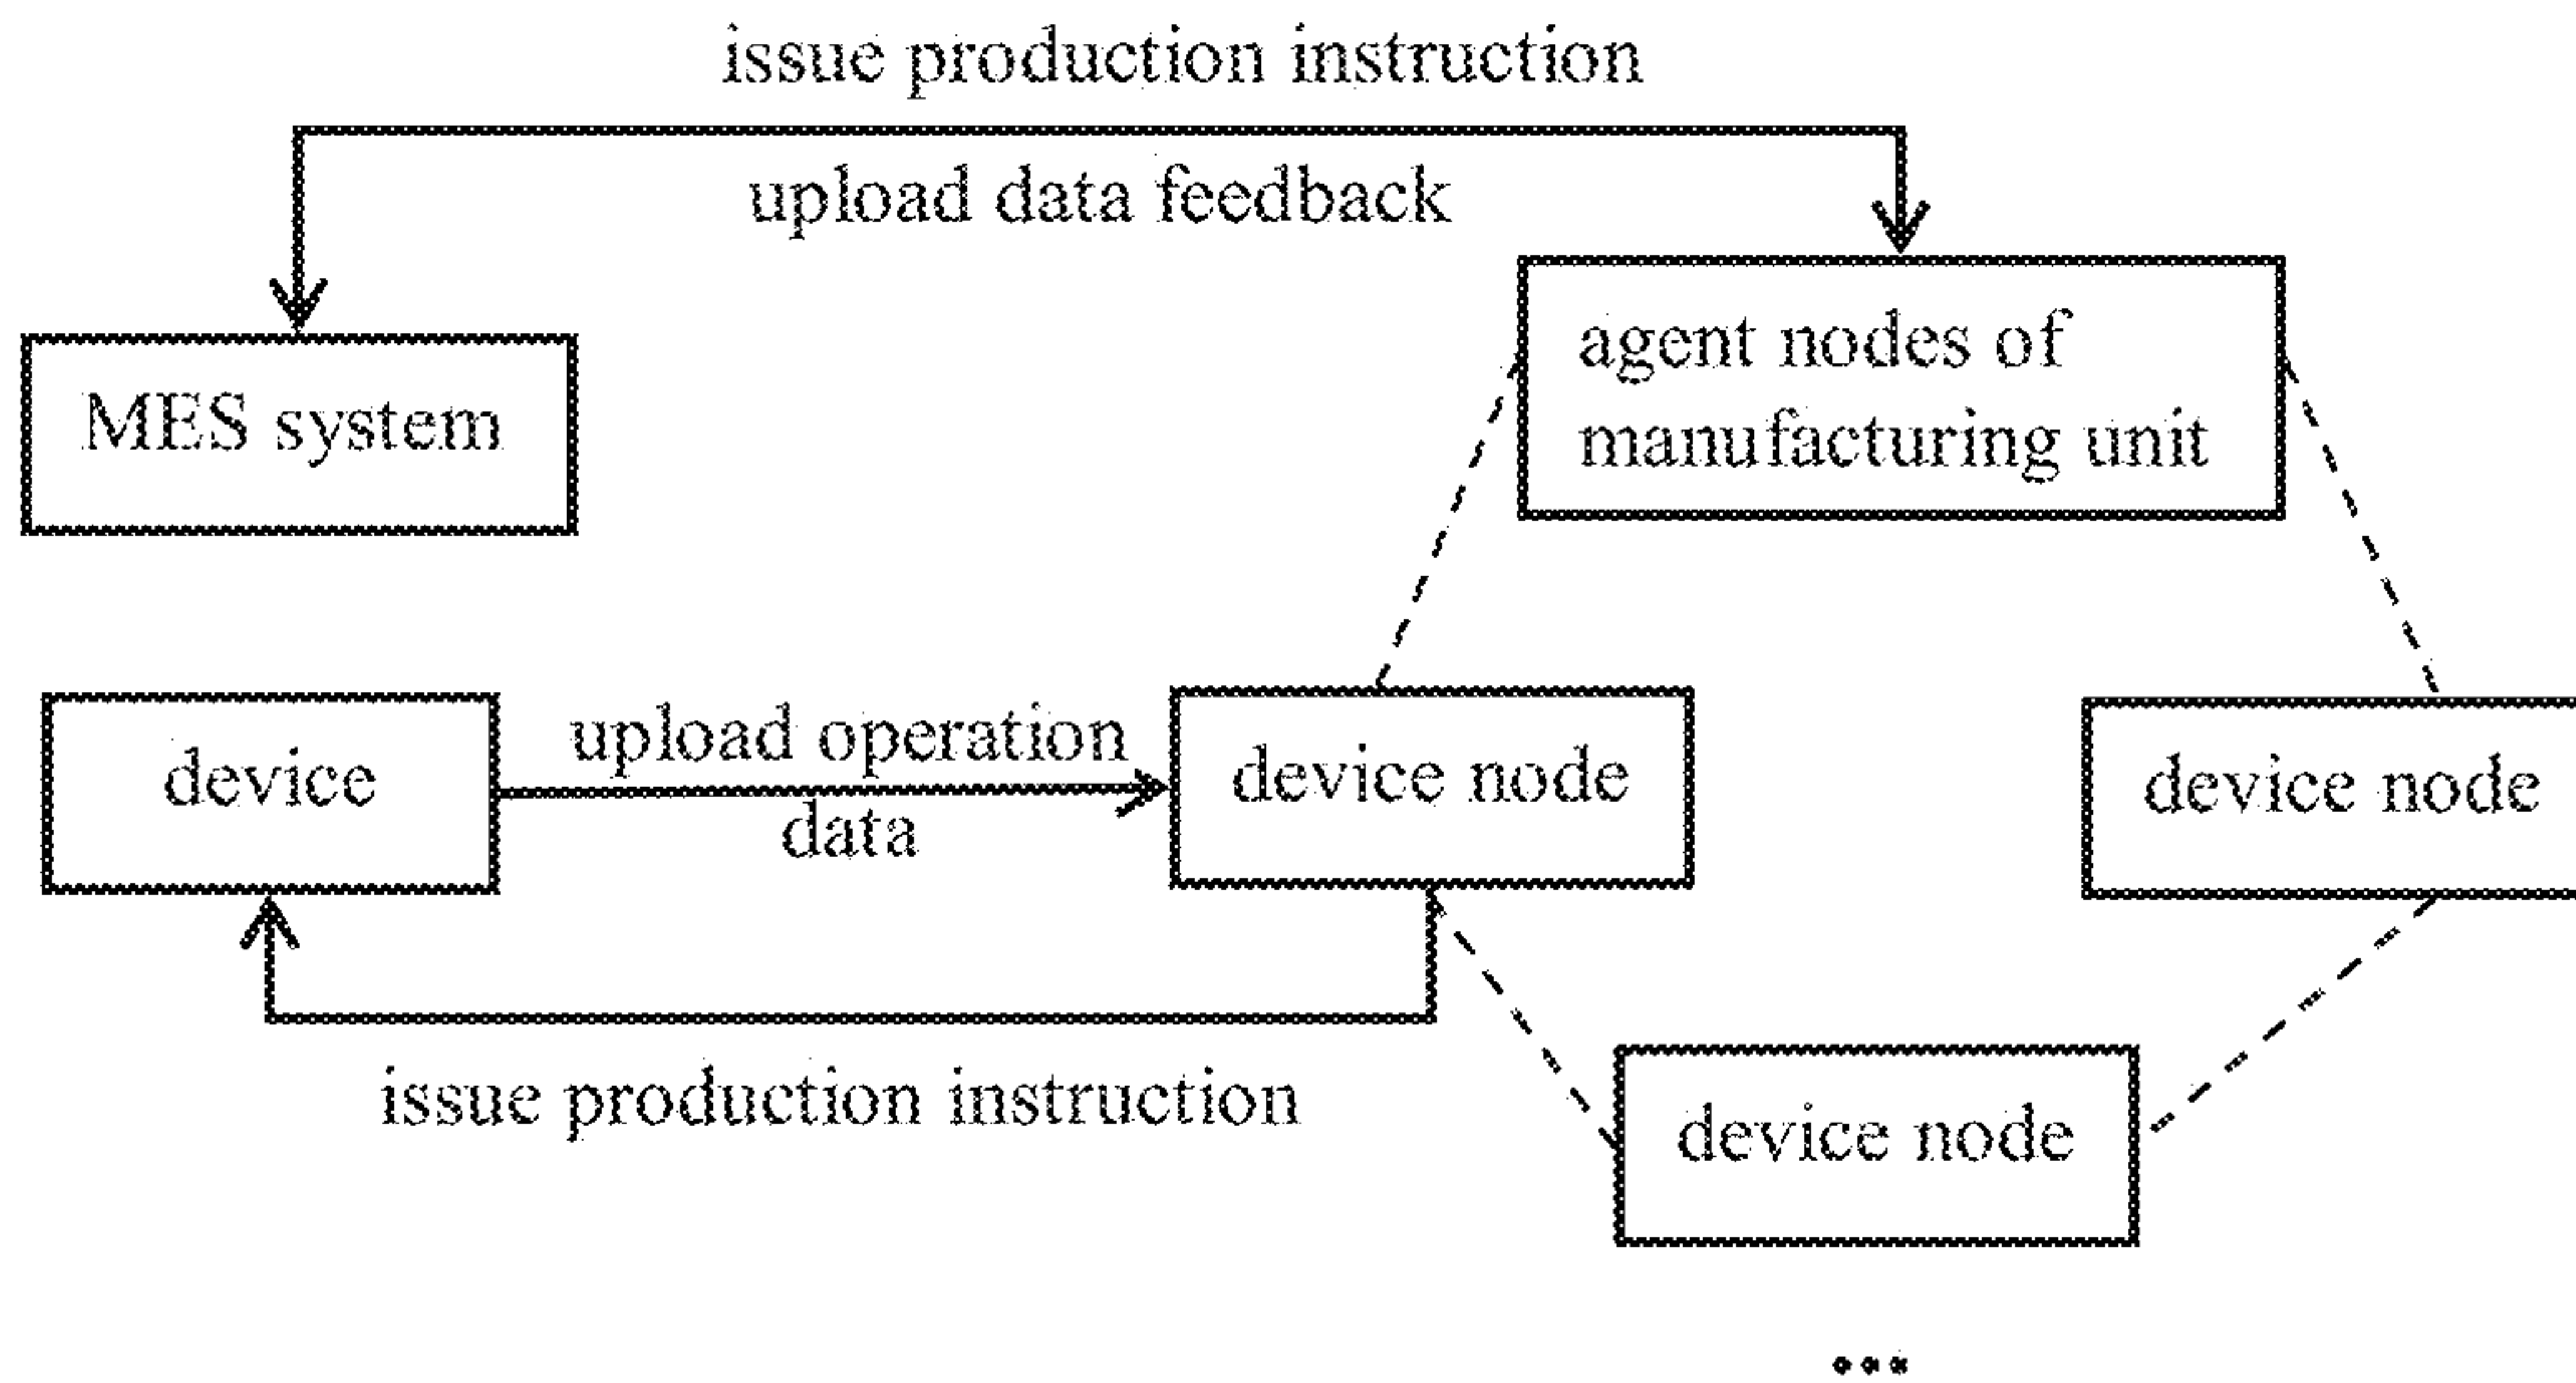 issue production instruction
upload data feedback
agent nodes of
manufacturing unit
MES system
upload operation
data
device
device node
device node
issue production instruction
device node
...